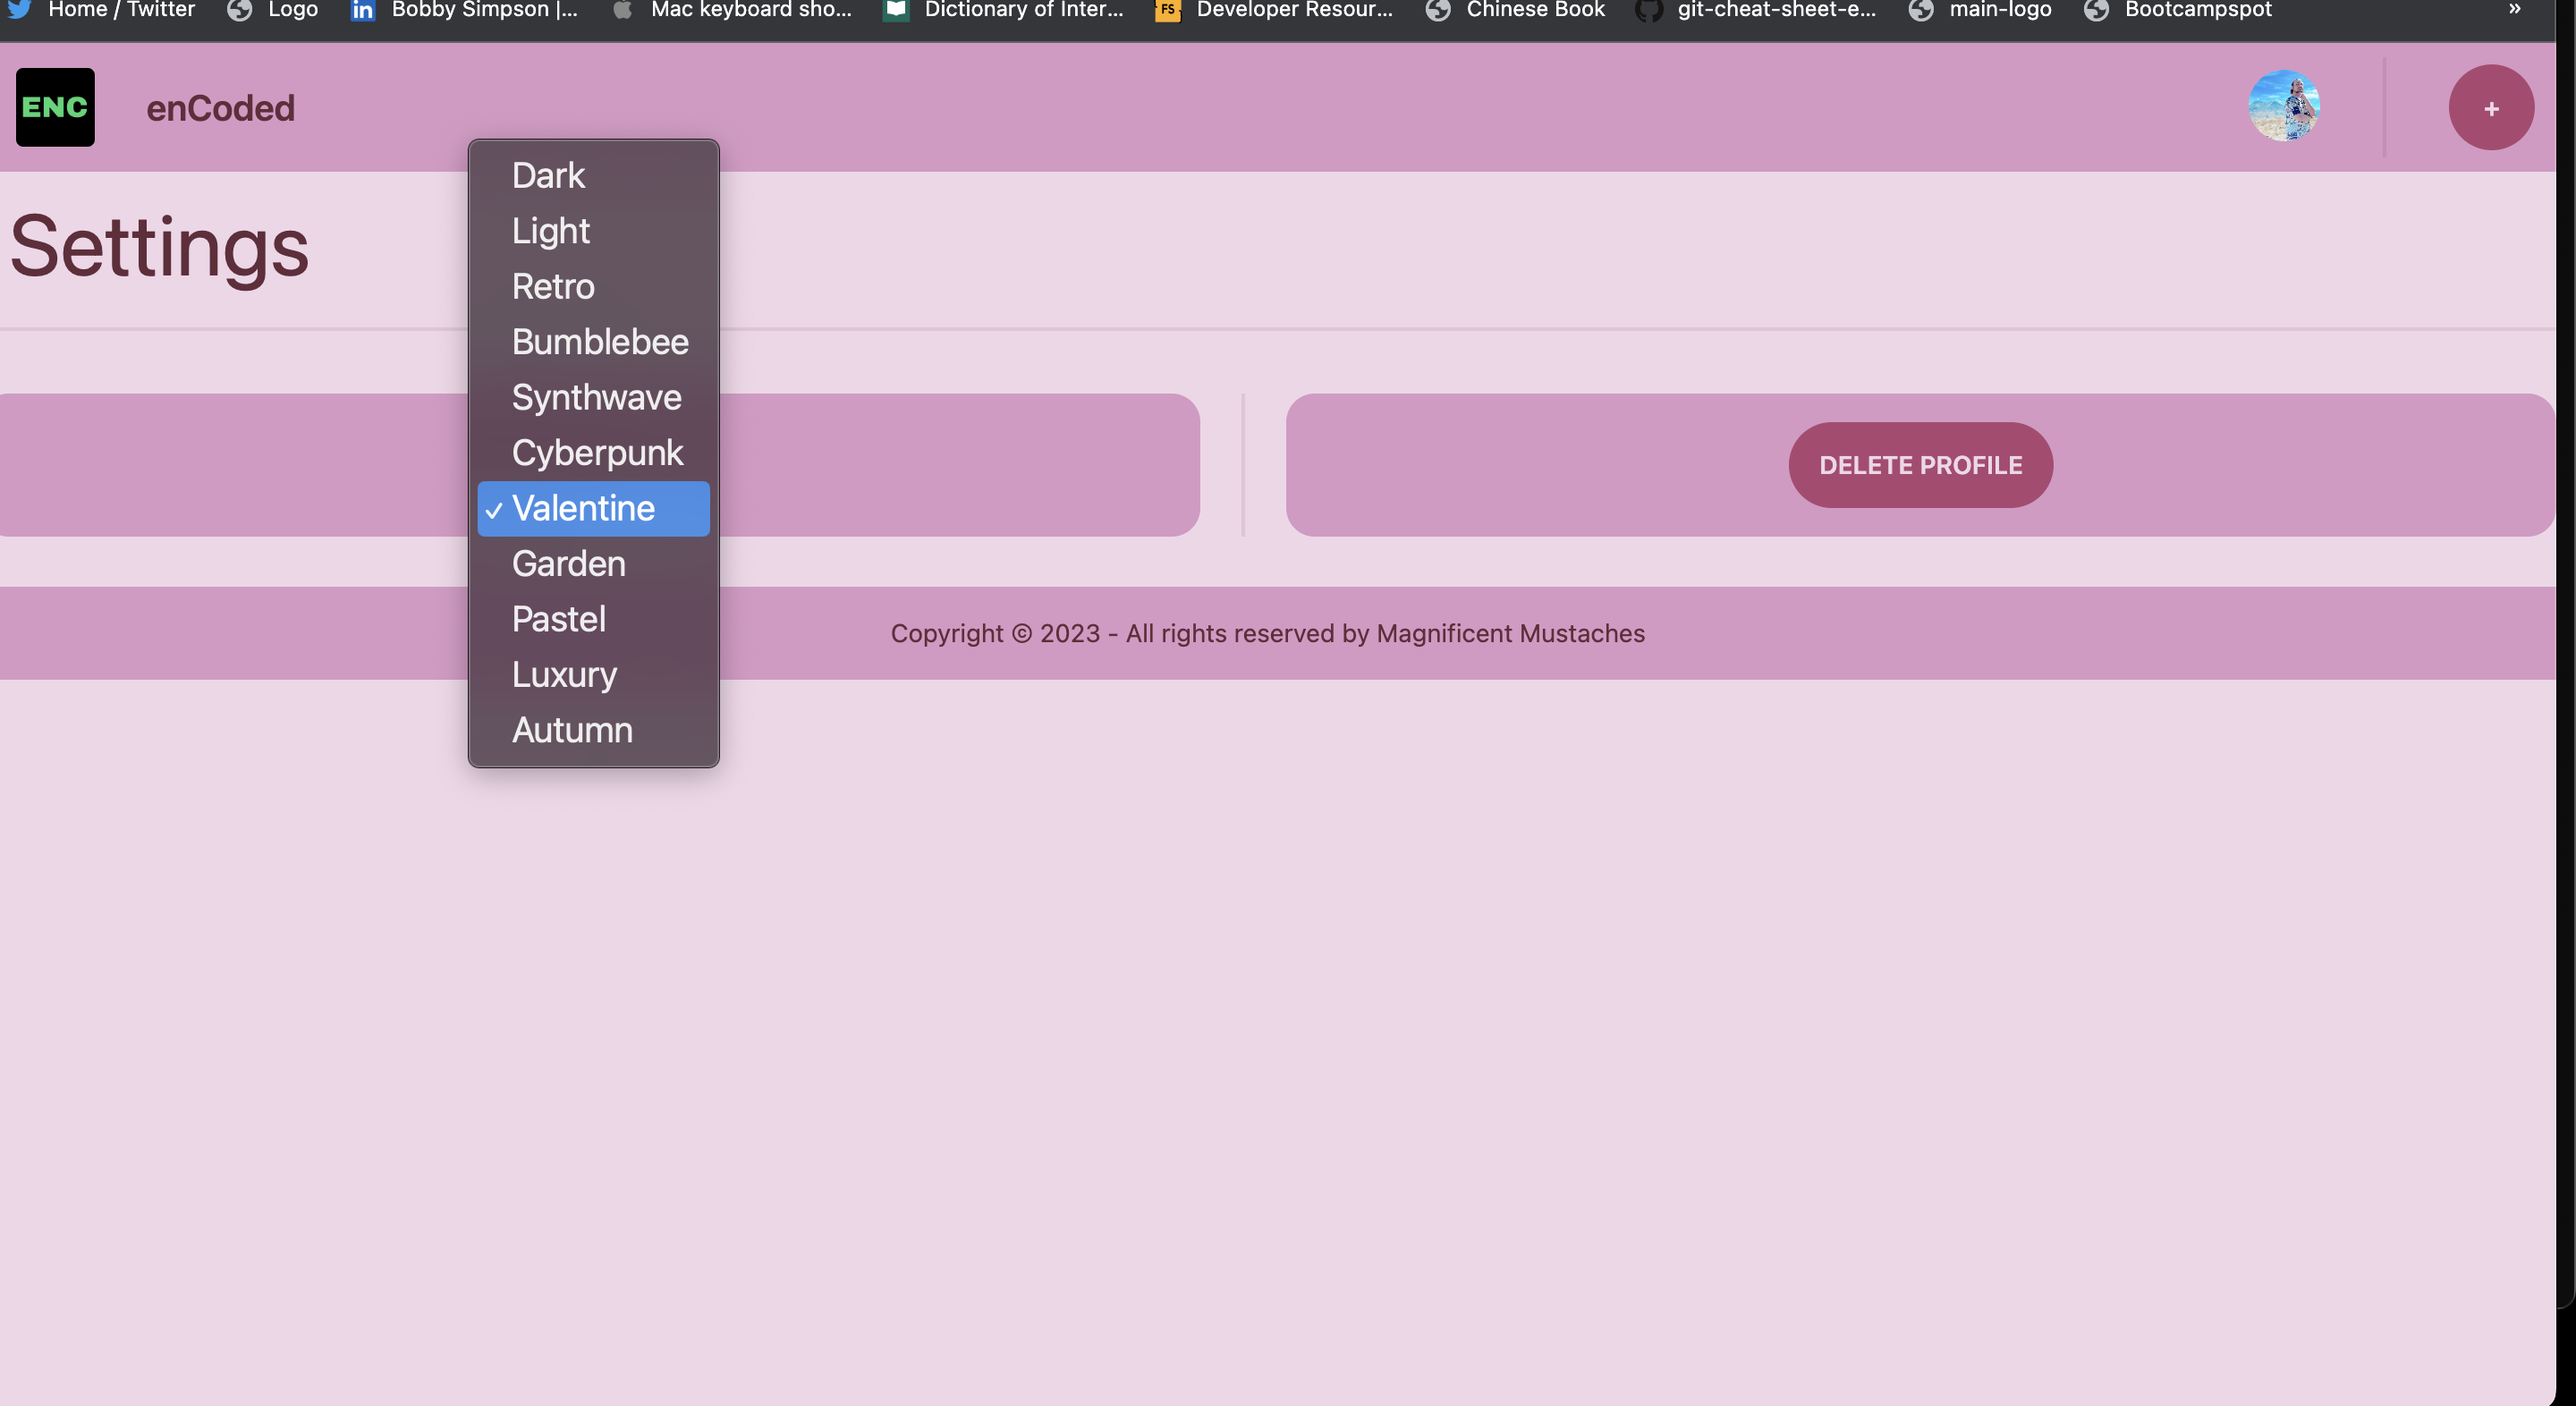 Home / Twitter Logo Bobby Simpson |... Mac keyboard sho... Dictionary of Inter... FS Developer Resour... Chinese Book git-cheat-sheet-e... main-logo Bootcampspot »
ENC enCoded +
Settings
Dark
Light
Retro
Bumblebee
Synthwave
Cyberpunk
✓ Valentine
Garden
Pastel
Luxury
Autumn
DELETE PROFILE
Copyright © 2023 - All rights reserved by Magnificent Mustaches